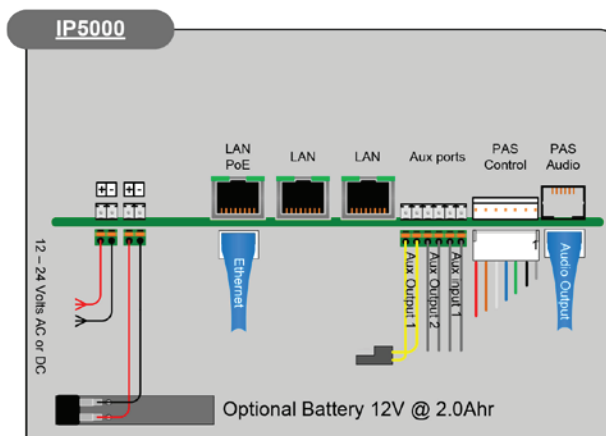 IP5000
LAN
PoE
LAN
LAN
Aux ports
PAS
Control
PAS
Audio
+ - + -
12 – 24 Volts AC or DC
Ethernet
Aux Output 1
Aux Output 2
Aux Input 1
1
Audio Output
Optional Battery 12V @ 2.0Ahr